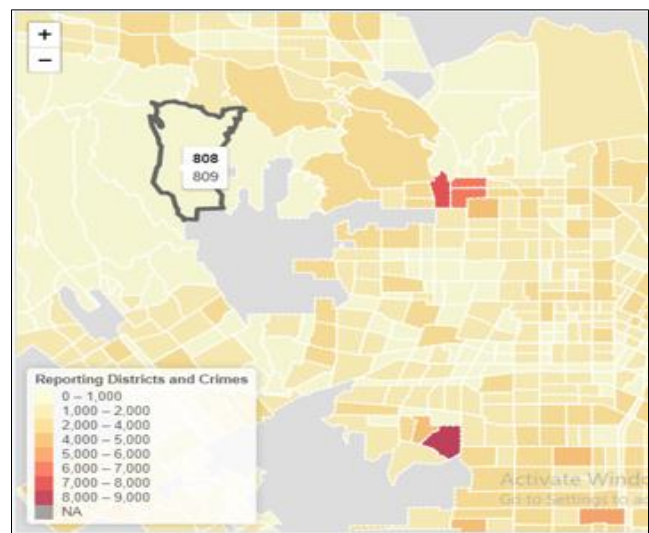 +
−
808
809
Reporting Districts and Crimes
0 – 1,000
1,000 – 2,000
2,000 – 4,000
4,000 – 5,000
5,000 – 6,000
6,000 – 7,000
7,000 – 8,000
8,000 – 9,000
NA
Activate Windo
Go to Settings to ac